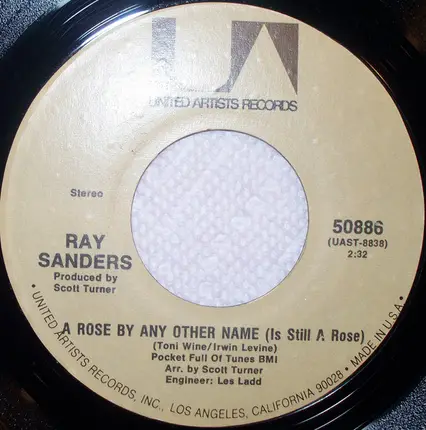 UA
UNITED ARTISTS RECORDS
Stereo
RAY
SANDERS
Produced by
Scott Turner
50886
(UAST-8838)
2:32
A ROSE BY ANY OTHER NAME (Is Still A Rose)
(Toni Wine/Irwin Levine)
Pocket Full Of Tunes BMI
Arr. by Scott Turner
Engineer: Les Ladd
• UNITED ARTISTS RECORDS, INC., LOS ANGELES, CALIFORNIA 90028 • MADE IN U.S.A. •